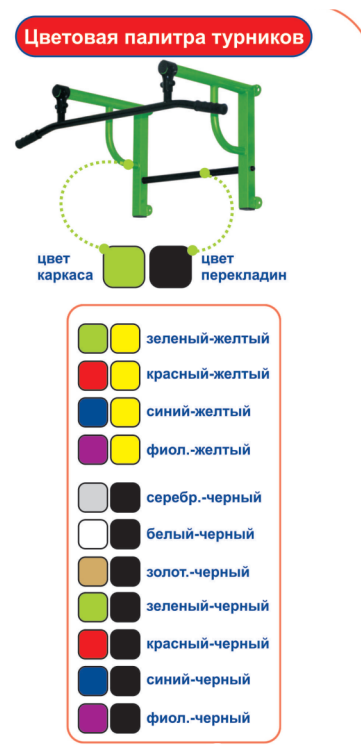 Цветовая палитра турников
цвет
каркаса
цвет
перекладин
зеленый-желтый
красный-желтый
синий-желтый
фиол.-желтый
серебр.-черный
белый-черный
золот.-черный
зеленый-черный
красный-черный
синий-черный
фиол.-черный